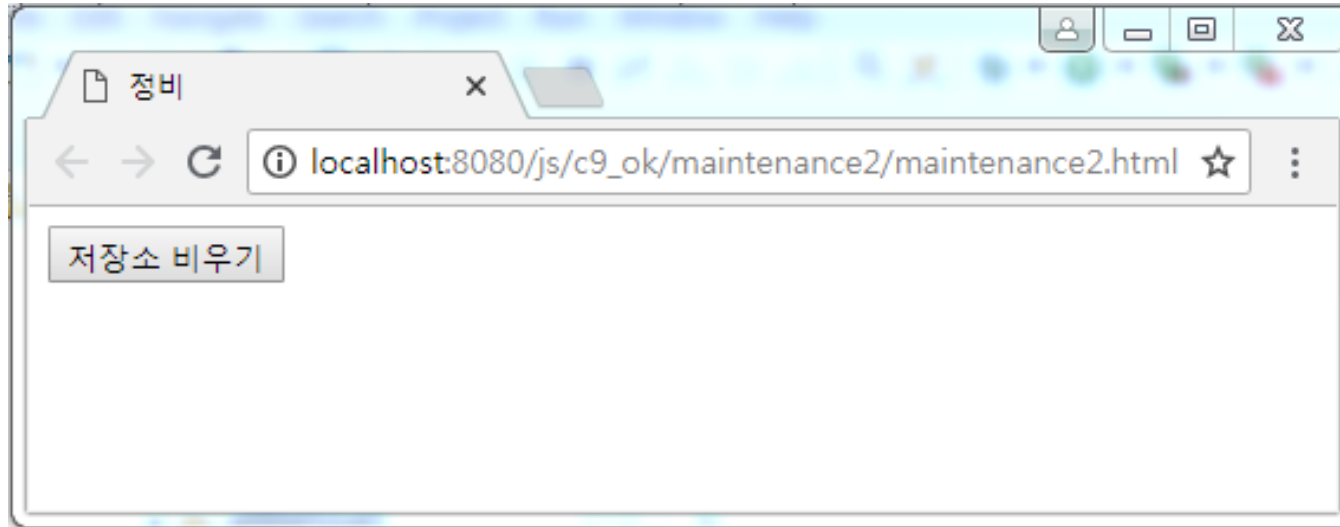 정비
localhost:8080/js/c9_ok/maintenance2/maintenance2.html
저장소 비우기